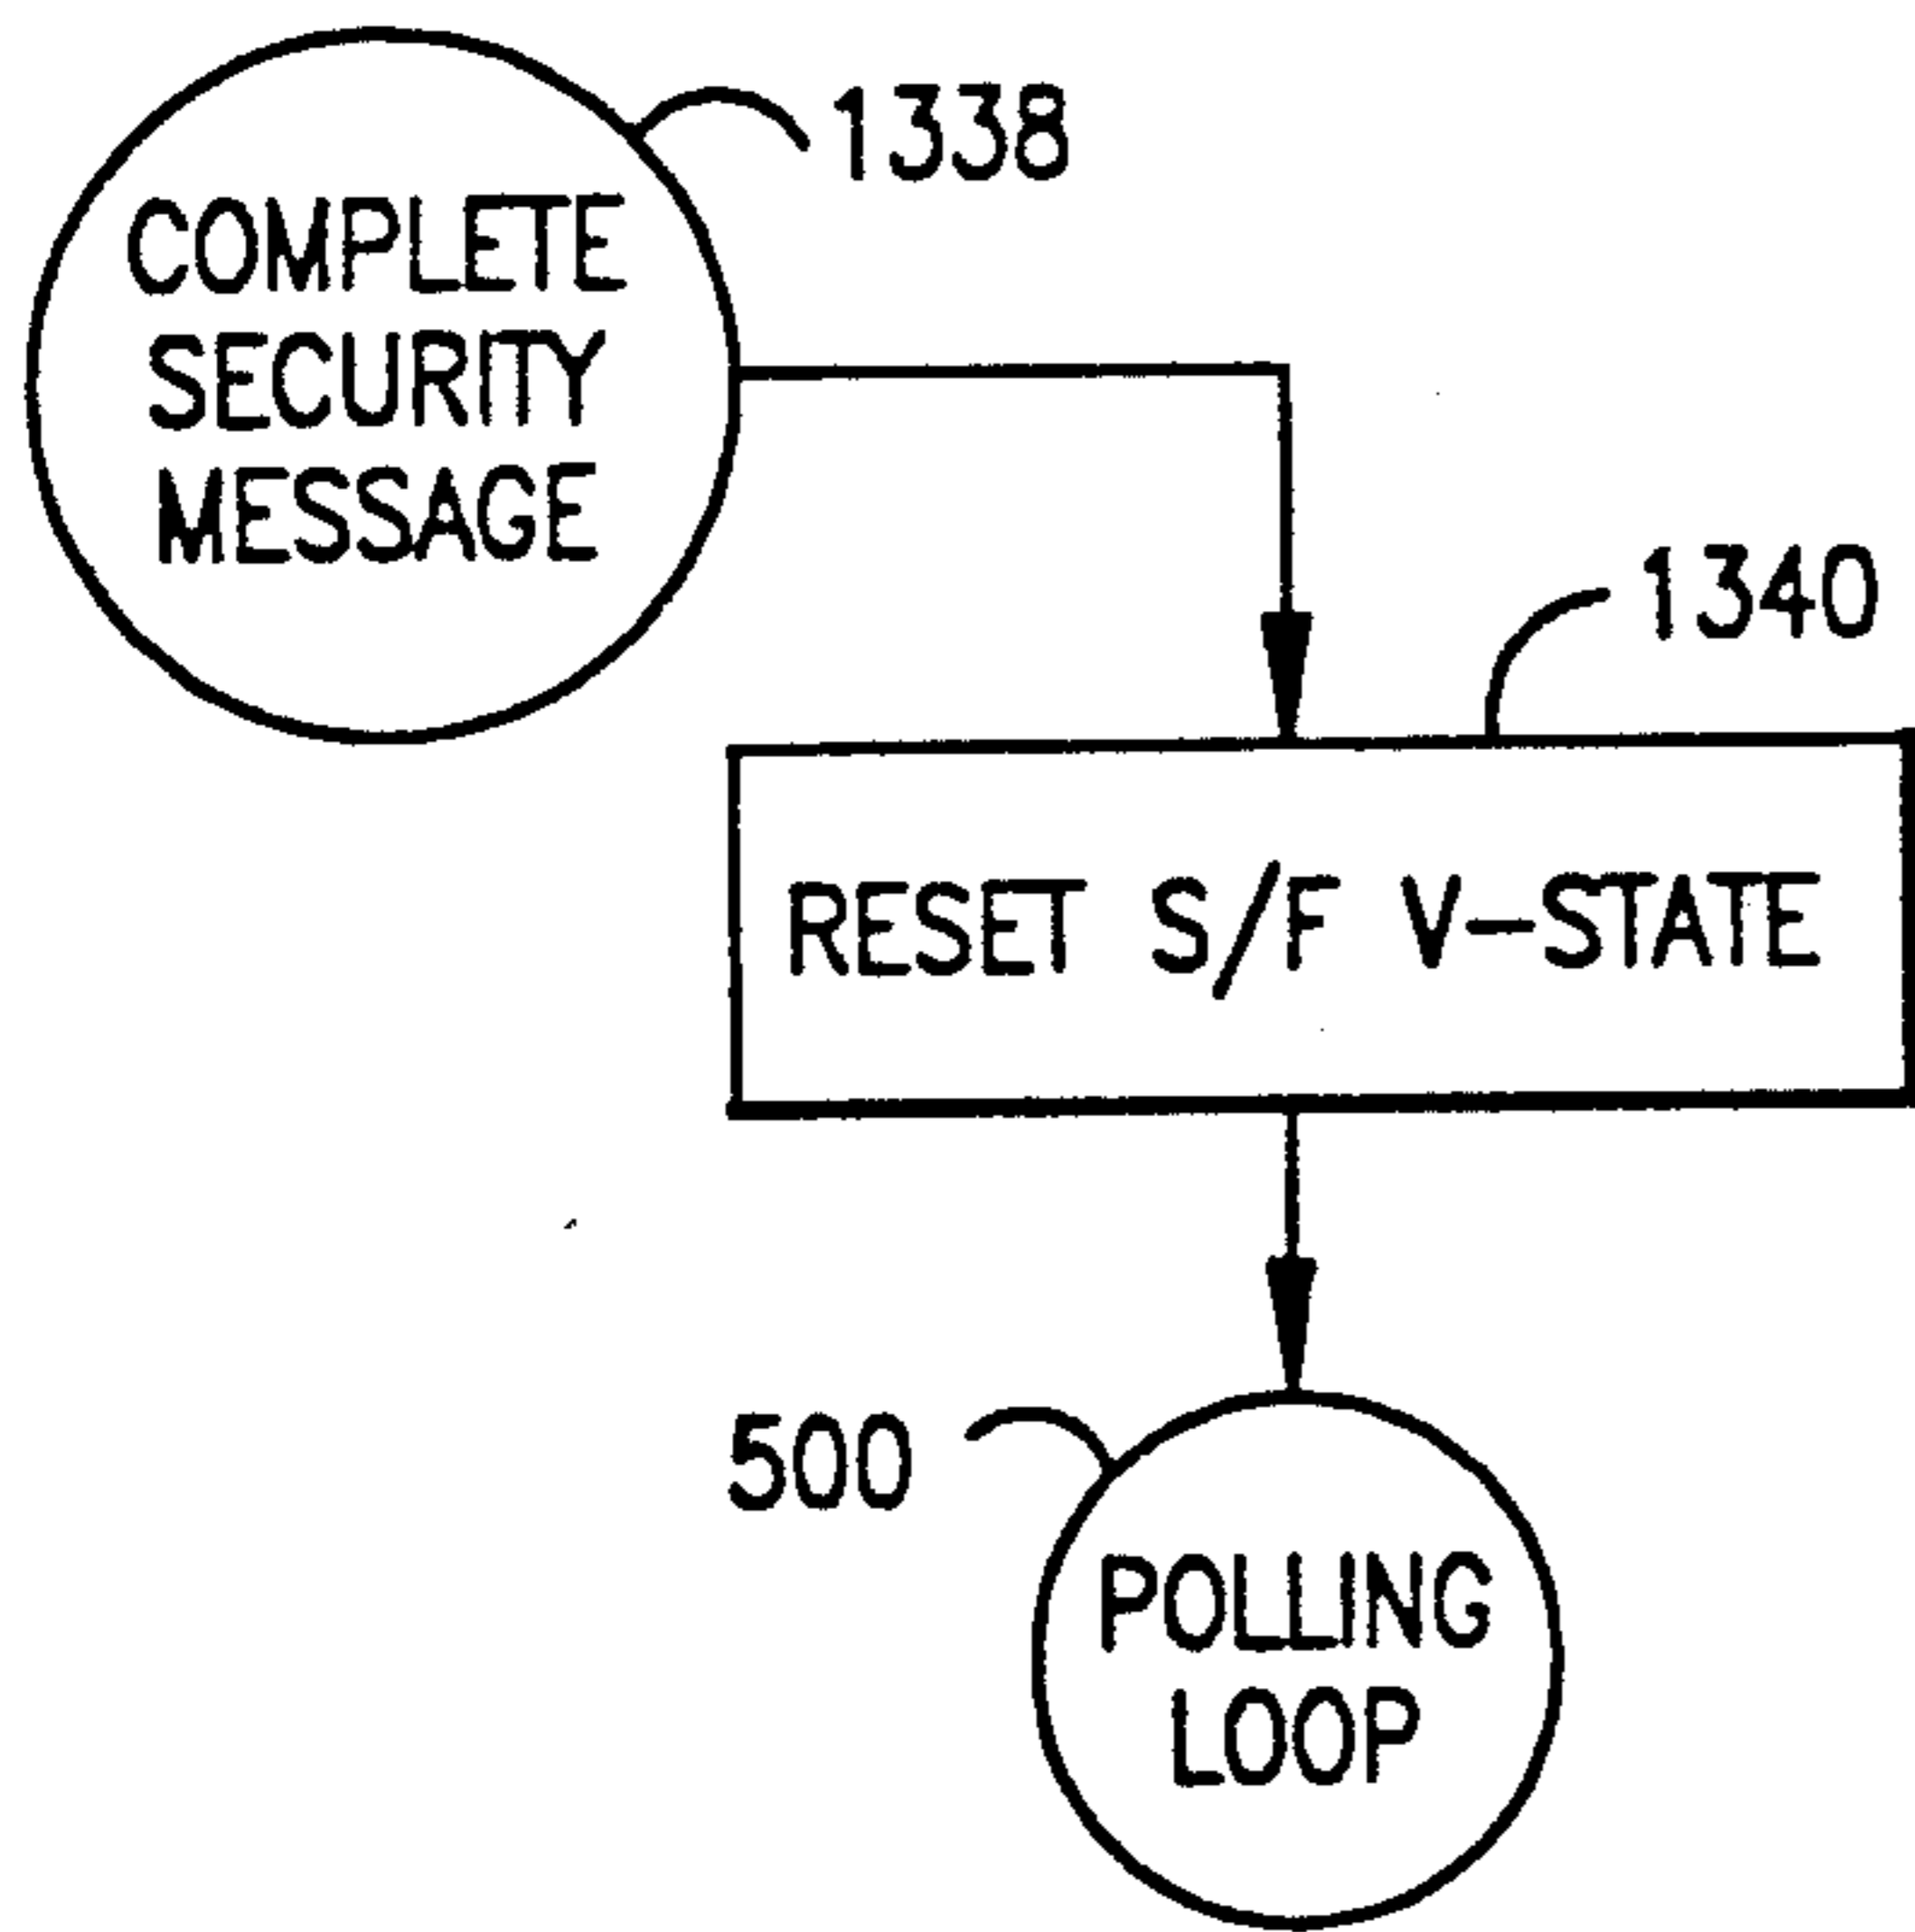 1338
COMPLETE
SECURITY
MESSAGE
1340
RESET S/F V-STATE
500
POLLING
LOOP